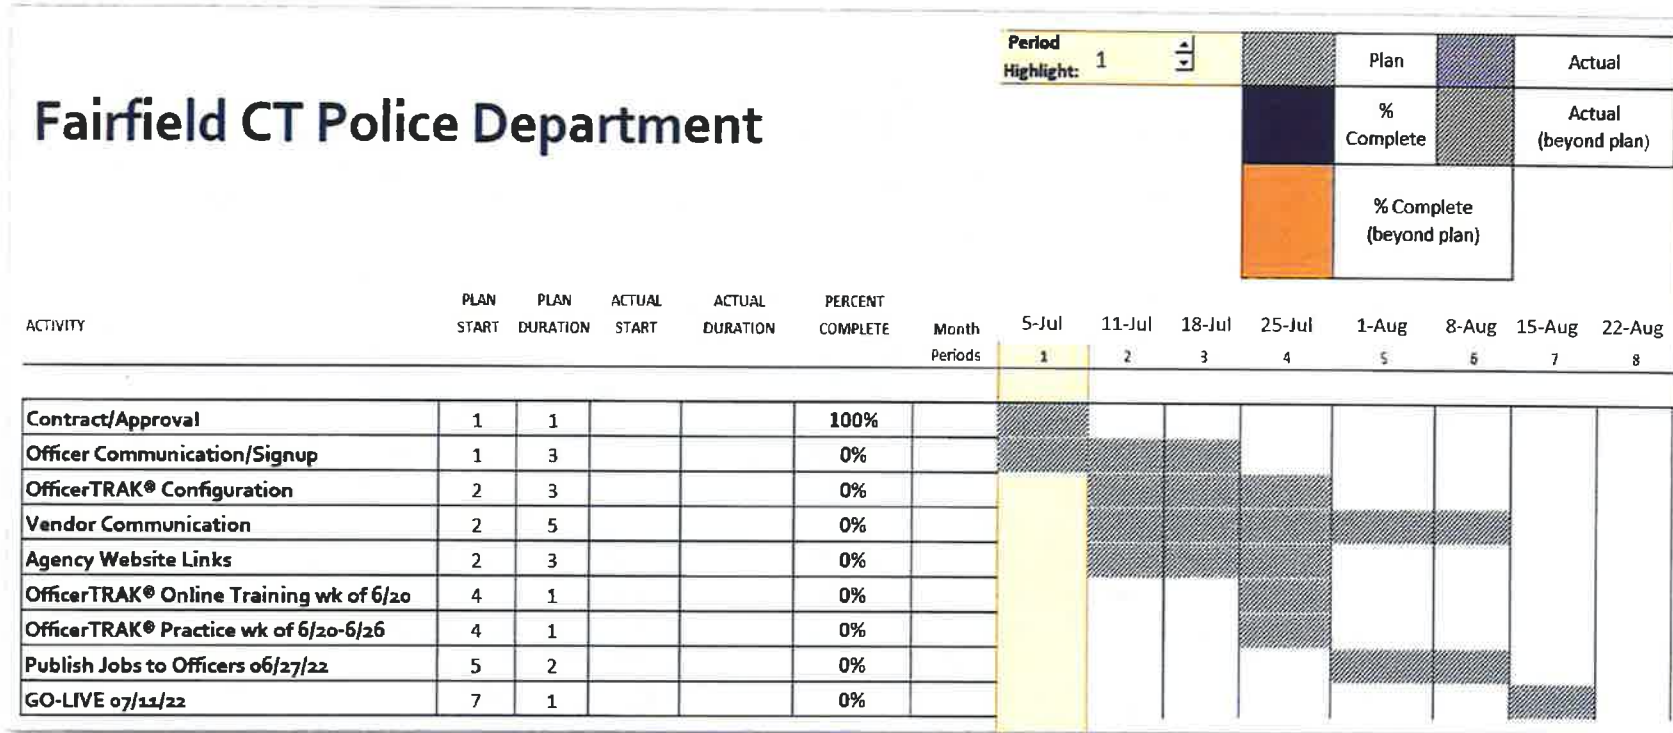 Period
Highlight: 1
Plan
Actual
Fairfield CT Police Department
%
Complete
Actual
(beyond plan)
% Complete
(beyond plan)
ACTIVITY
PLAN START
PLAN DURATION
ACTUAL START
ACTUAL DURATION
PERCENT COMPLETE
Month 5-Jul 11-Jul 18-Jul 25-Jul 1-Aug 8-Aug 15-Aug 22-Aug
Periods 1 2 3 4 5 6 7 8
Contract/Approval 1 1 100%
Officer Communication/Signup 1 3 0%
OfficerTRAK® Configuration 2 3 0%
Vendor Communication 2 5 0%
Agency Website Links 2 3 0%
OfficerTRAK® Online Training wk of 6/20 4 1 0%
OfficerTRAK® Practice wk of 6/20-6/26 4 1 0%
Publish Jobs to Officers 06/27/22 5 2 0%
GO-LIVE 07/11/22 7 1 0%